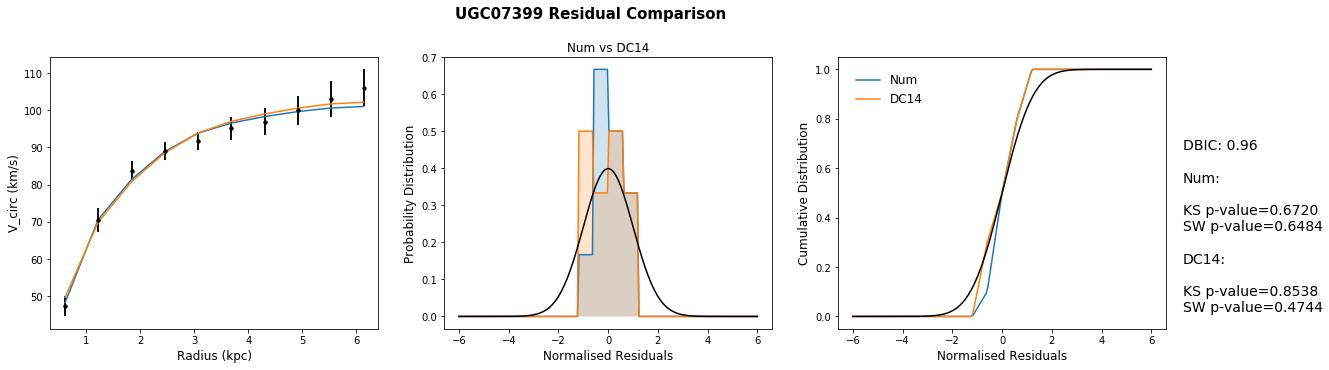 UGC07399 Residual Comparison
V_circ (km/s)
110
100
90
80
70
60
50
1 2 3 4 5 6
Radius (kpc)
Num vs DC14
Probability Distribution
0.7
0.6
0.5
0.4
0.3
0.2
0.1
0.0
−6 −4 −2 0 2 4 6
Normalised Residuals
Cumulative Distribution
1.0
0.8
0.6
0.4
0.2
0.0
−6 −4 −2 0 2 4 6
Normalised Residuals
Num
DC14
DBIC: 0.96
Num:
KS p-value=0.6720
SW p-value=0.6484
DC14:
KS p-value=0.8538
SW p-value=0.4744